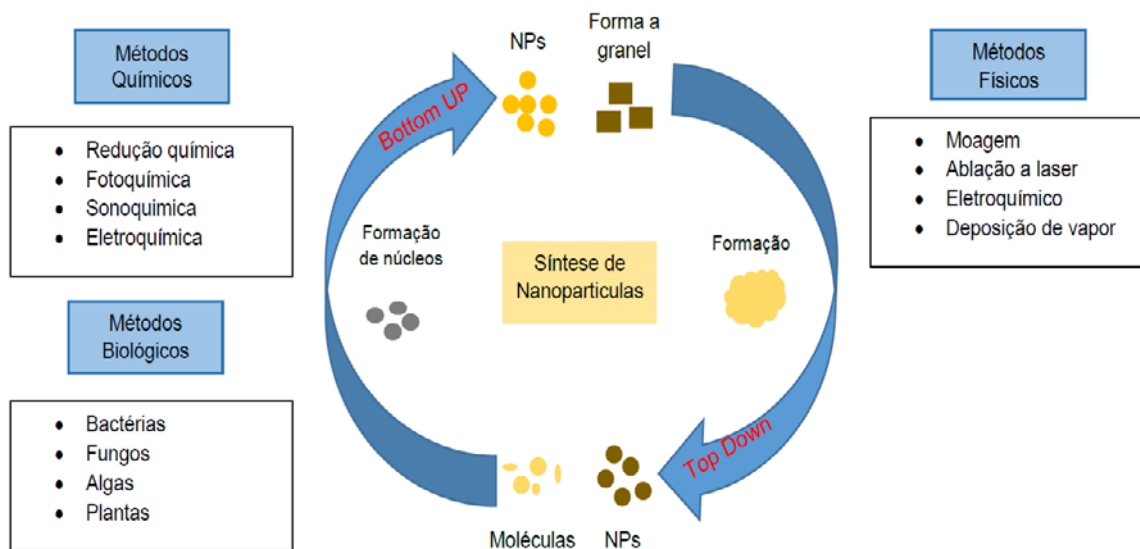 Métodos
Químicos
Redução química
Fotoquímica
Sonoquimica
Eletroquímica
Métodos
Biológicos
Bactérias
Fungos
Algas
Plantas
NPs
Forma a
granel
Bottom UP
Formação
de núcleos
Síntese de
Nanoparticulas
Formação
Top Down
Moléculas
NPs
Métodos
Físicos
Moagem
Ablação a laser
Eletroquímico
Deposição de vapor